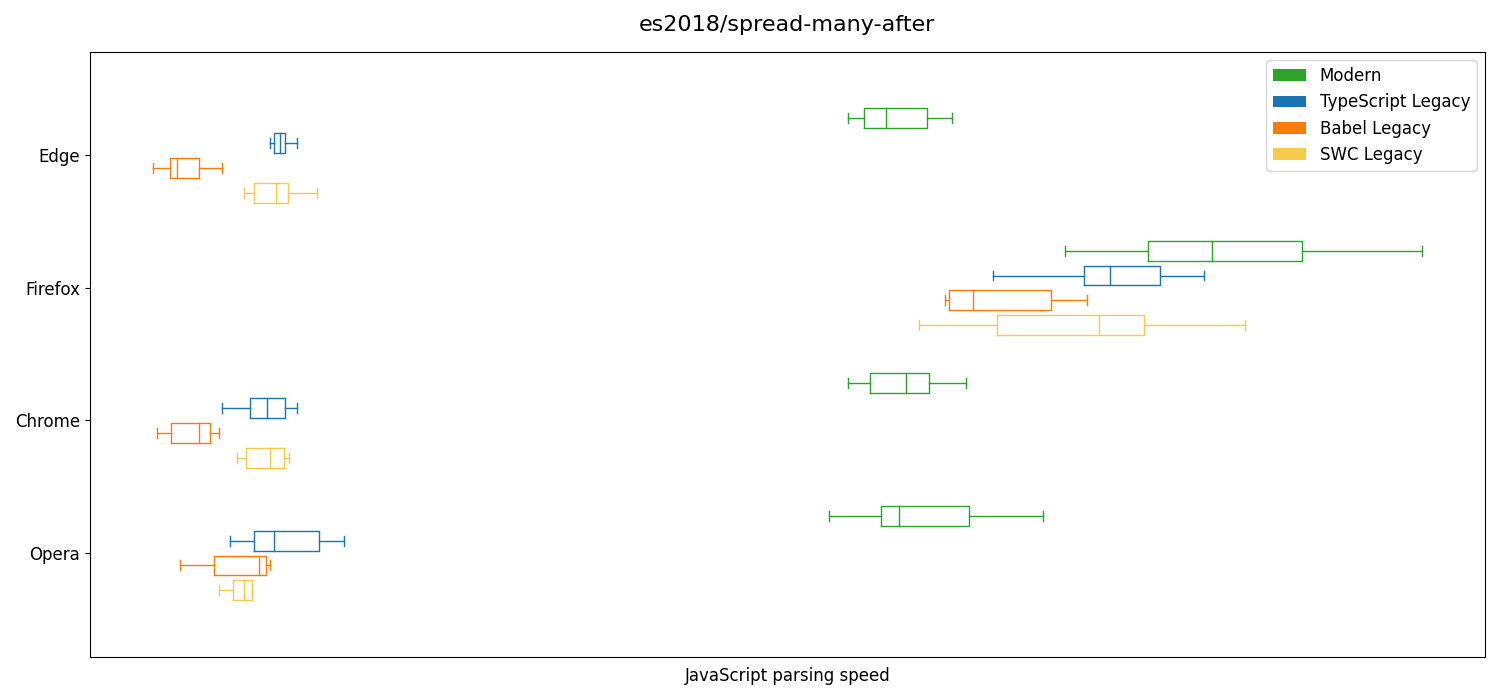 es2018/spread-many-after
Modern
TypeScript Legacy
Babel Legacy
SWC Legacy
Edge
Firefox
Chrome
Opera
JavaScript parsing speed